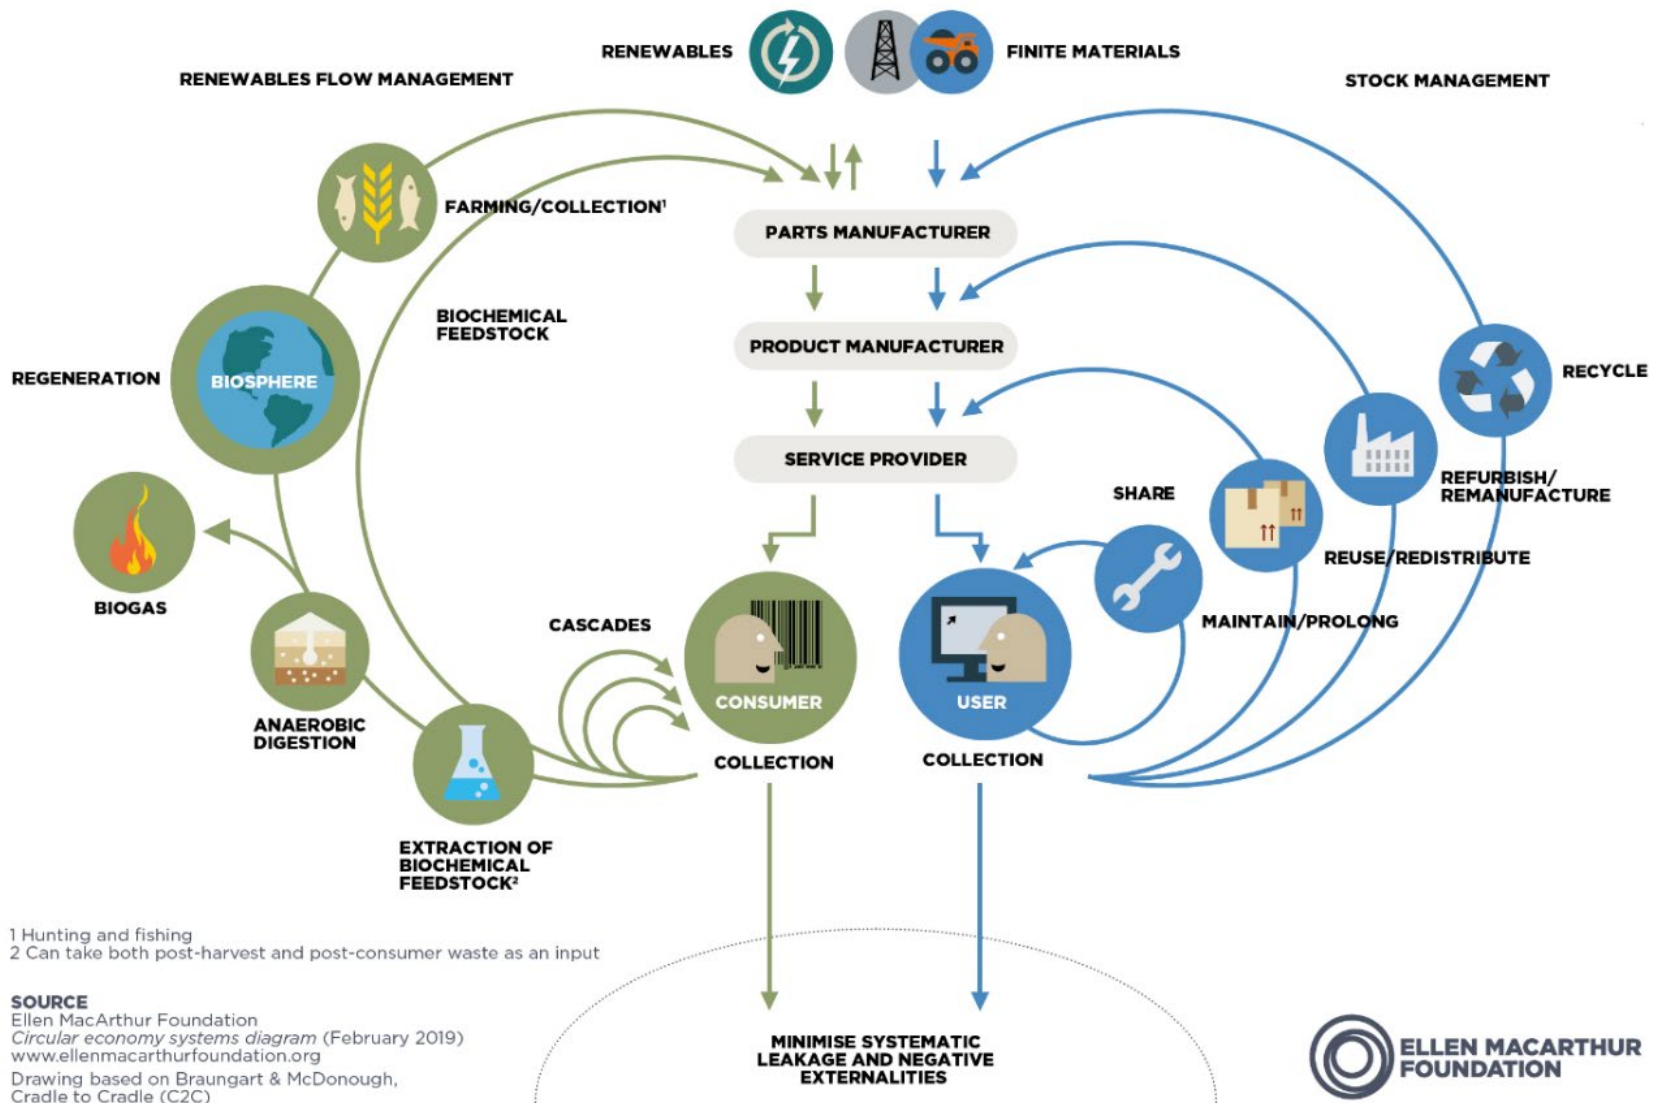 RENEWABLES
FINITE MATERIALS
RENEWABLES FLOW MANAGEMENT
STOCK MANAGEMENT
FARMING/COLLECTION¹
PARTS MANUFACTURER
BIOCHEMICAL
FEEDSTOCK
PRODUCT MANUFACTURER
REGENERATION
BIOSPHERE
RECYCLE
SERVICE PROVIDER
SHARE
REFURBISH/
REMANUFACTURE
REUSE/REDISTRIBUTE
BIOGAS
MAINTAIN/PROLONG
CASCADES
CONSUMER
USER
ANAEROBIC
DIGESTION
COLLECTION
COLLECTION
EXTRACTION OF
BIOCHEMICAL
FEEDSTOCK²
1 Hunting and fishing
2 Can take both post-harvest and post-consumer waste as an input
SOURCE
Ellen MacArthur Foundation
Circular economy systems diagram (February 2019)
www.ellenmacarthurfoundation.org
Drawing based on Braungart & McDonough,
Cradle to Cradle (C2C)
MINIMISE SYSTEMATIC
LEAKAGE AND NEGATIVE
EXTERNALITIES
ELLEN MACARTHUR
FOUNDATION